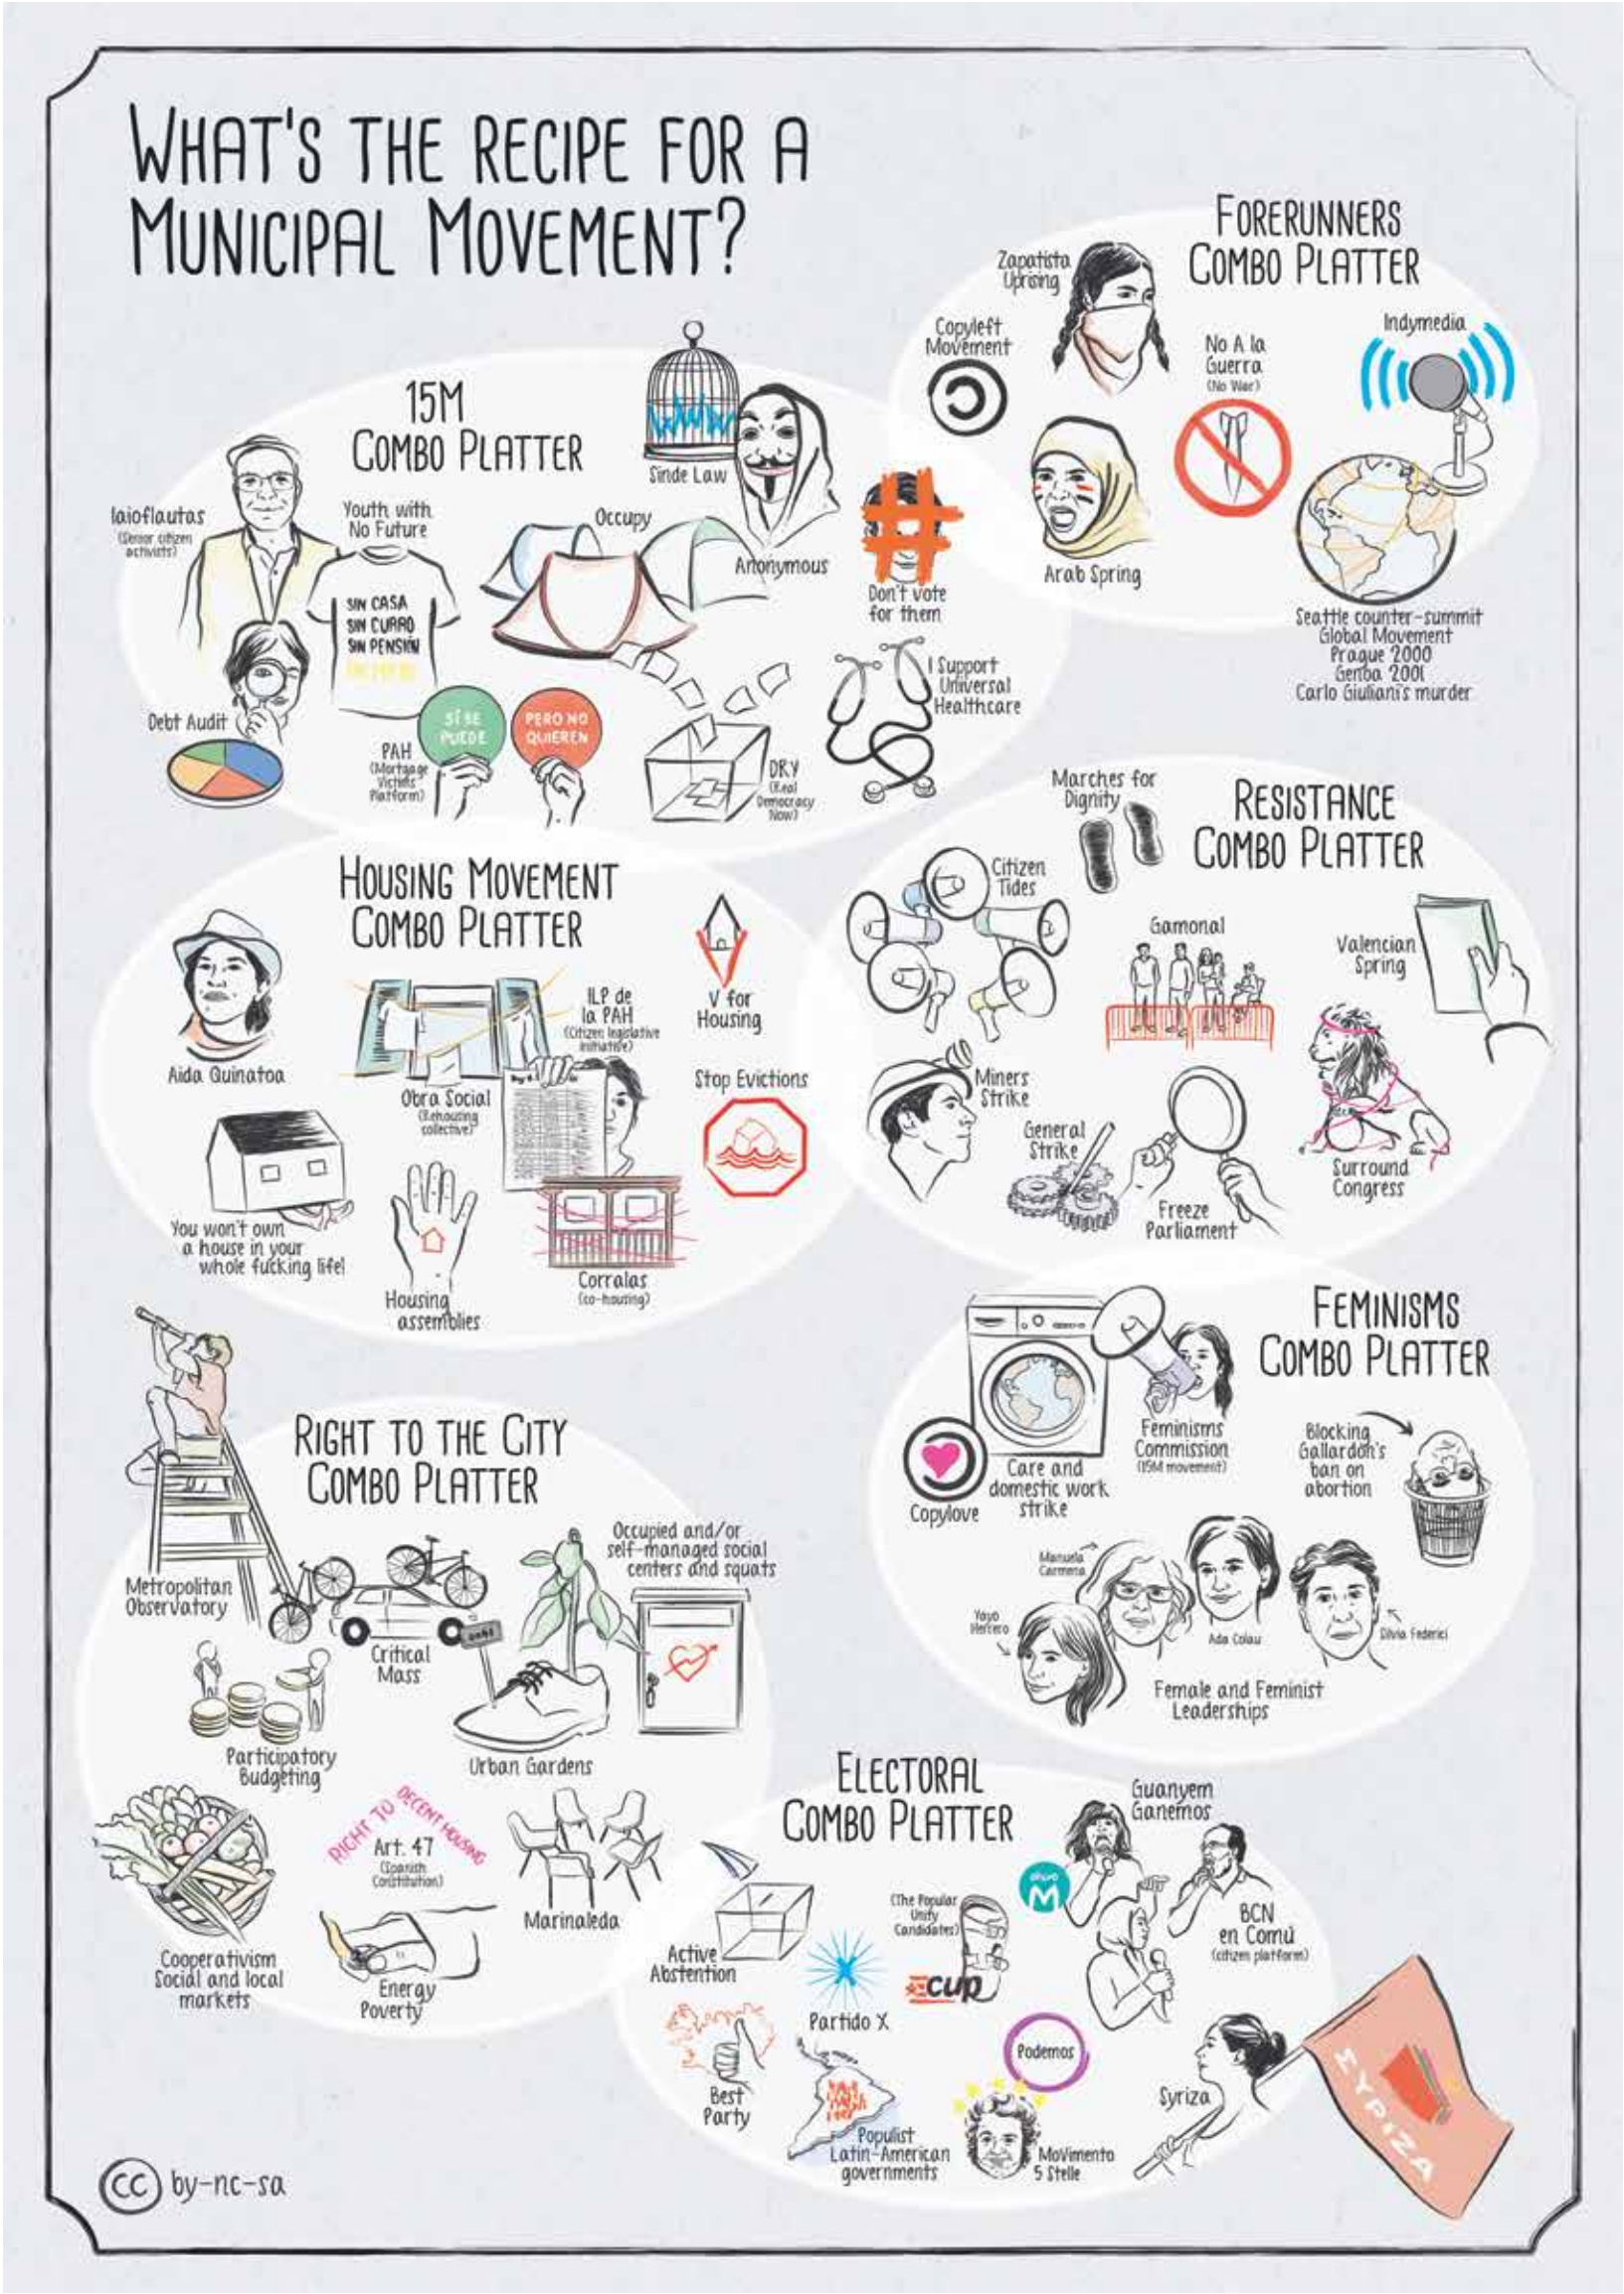 WHAT'S THE RECIPE FOR A
MUNICIPAL MOVEMENT?
FORERUNNERS
COMBO PLATTER
Zapatista
Uprising
Copyleft
Movement
No A la
Guerra
(No War)
Indymedia
Arab Spring
Seattle counter-summit
Global Movement
Prague 2000
Genoa 2001
Carlo Giuliani's murder
15M
COMBO PLATTER
Sinde Law
Anonymous
Iaioflautas
(Senior citizen
activists)
Youth with
No Future
SIN CASA
SIN CURRO
SIN PENSIÓN
Occupy
#
Don't vote
for them
Debt Audit
PAH
(Mortgage
Victims
Platform)
SÍ SE
PUEDE
PERO NO
QUIEREN
DRY
(Real
Democracy
Now)
I Support
Universal
Healthcare
RESISTANCE
COMBO PLATTER
Marches for
Dignity
Citizen
Tides
Gamonal
Valencian
Spring
Miners
Strike
General
Strike
Freeze
Parliament
Surround
Congress
HOUSING MOVEMENT
COMBO PLATTER
Aida Quinatoa
Obra Social
(Rehousing
collective)
ILP de
la PAH
(Citizen legislative
initiative)
V for
Housing
Stop Evictions
You won't own
a house in your
whole fucking life!
Housing
assemblies
Corralas
(co-housing)
FEMINISMS
COMBO PLATTER
Copylove
Care and
domestic work
strike
Feminisms
Commission
(15M movement)
Blocking
Gallardón's
ban on
abortion
Manuela
Carmena
Yayo
Herrero
Ada Colau
Silvia Federici
Female and Feminist
Leaderships
RIGHT TO THE CITY
COMBO PLATTER
Metropolitan
Observatory
Critical
Mass
Occupied and/or
self-managed social
centers and squats
Participatory
Budgeting
Urban Gardens
RIGHT TO DECENT HOUSING
Art. 47
(Spanish
Constitution)
Marinaleda
Cooperativism
Social and local
markets
Energy
Poverty
ELECTORAL
COMBO PLATTER
Guanyem
Ganemos
ahora
M
BCN
en Comú
(citizen platform)
(The Popular
Unity
Candidates)
cup
Active
Abstention
Partido X
Podemos
Best
Party
Populist
Latin-American
governments
MoVimento
5 Stelle
Syriza
ΣΥΡΙΖΑ
cc by-nc-sa